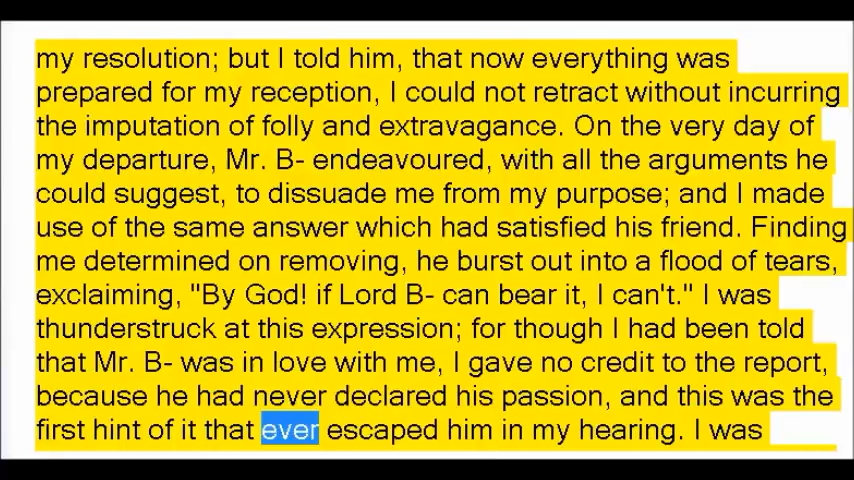 my resolution; but I told him, that now everything was
prepared for my reception, I could not retract without incurring
the imputation of folly and extravagance. On the very day of
my departure, Mr. B- endeavoured, with all the arguments he
could suggest, to dissuade me from my purpose; and I made
use of the same answer which had satisfied his friend. Finding
me determined on removing, he burst out into a flood of tears,
exclaiming, "By God! if Lord B- can bear it, I can't." I was
thunderstruck at this expression; for though I had been told
that Mr. B- was in love with me, I gave no credit to the report,
because he had never declared his passion, and this was the
first hint of it that ever escaped him in my hearing. I was